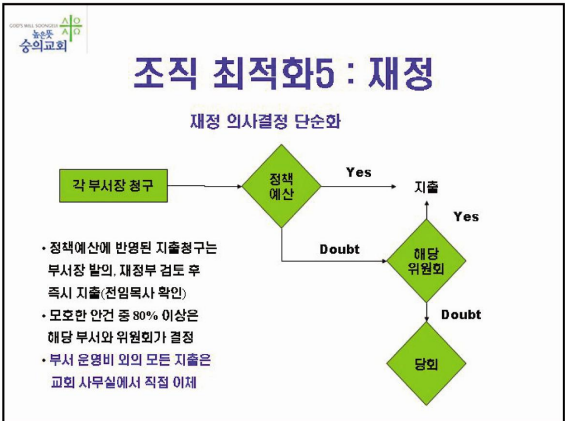 높은뜻
숭의교회
조직 최적화5 : 재정
재정 의사결정 단순화
각 부서장 청구
정책
예산
Yes
지출
Yes
Doubt
해당
위원회
Doubt
당회
• 정책예산에 반영된 지출청구는
부서장 발의, 재정부 검토 후
즉시 지출(전임목사 확인)
• 모호한 안건 중 80% 이상은
해당 부서와 위원회가 결정
• 부서 운영비 외의 모든 지출은
교회 사무실에서 직접 이체